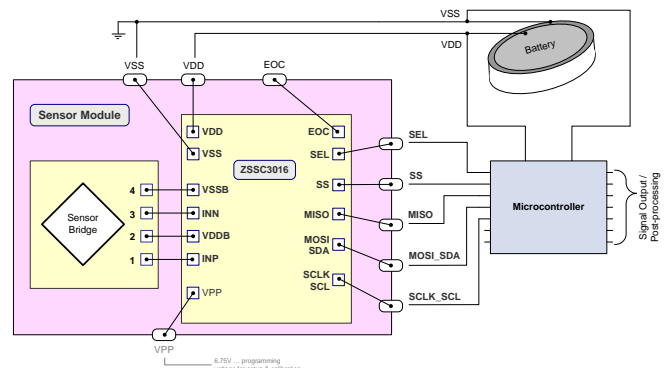 VSS
VDD
Battery
VSS
VDD
EOC
Sensor Module
VDD
VSS
ZSSC3016
EOC
SEL
SEL
4
VSSB
SS
SS
Sensor
Bridge
3
INN
MISO
MISO
2
VDDB
MOSI
SDA
MOSI_SDA
1
INP
SCLK
SCL
SCLK_SCL
VPP
Microcontroller
Signal Output /
Post-processing
VPP
6.75V ... programming